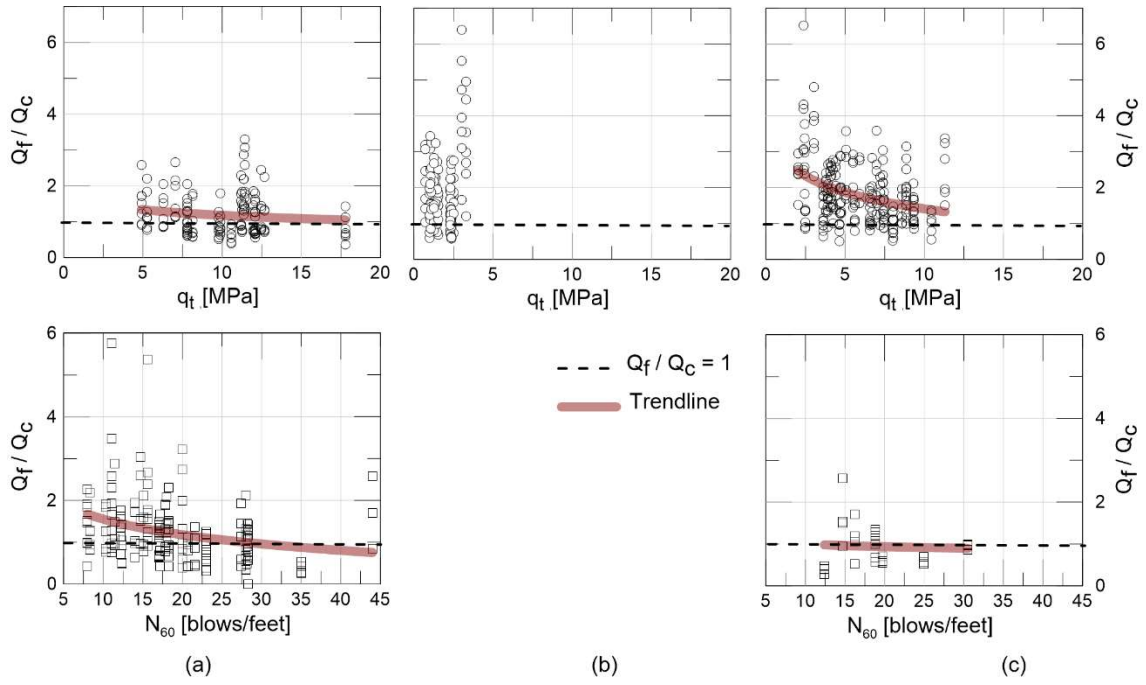 6
4
2
0
Qf / Qc
0 5 10 15 20
qt [MPa]
0 5 10 15 20
qt [MPa]
6
4
2
0
Qf / Qc
0 5 10 15 20
qt [MPa]
6
4
2
0
Qf / Qc
5 10 15 20 25 30 35 40 45
N60 [blows/feet]
Qf / Qc = 1
Trendline
6
4
2
0
Qf / Qc
5 10 15 20 25 30 35 40 45
N60 [blows/feet]
(a) (b) (c)